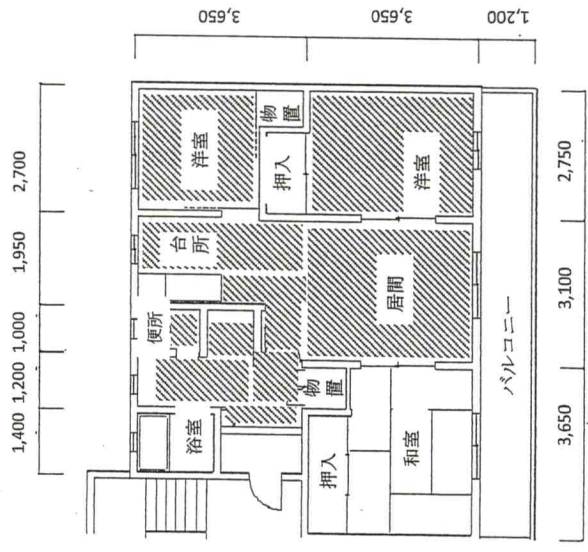 3,650
3,650
1,200
1,400
1,200
1,000
1,950
2,700
洋室
物置
押入
洋室
台所
便所
居間
浴室
物置
押入
和室
バルコニー
3,650
3,100
2,750